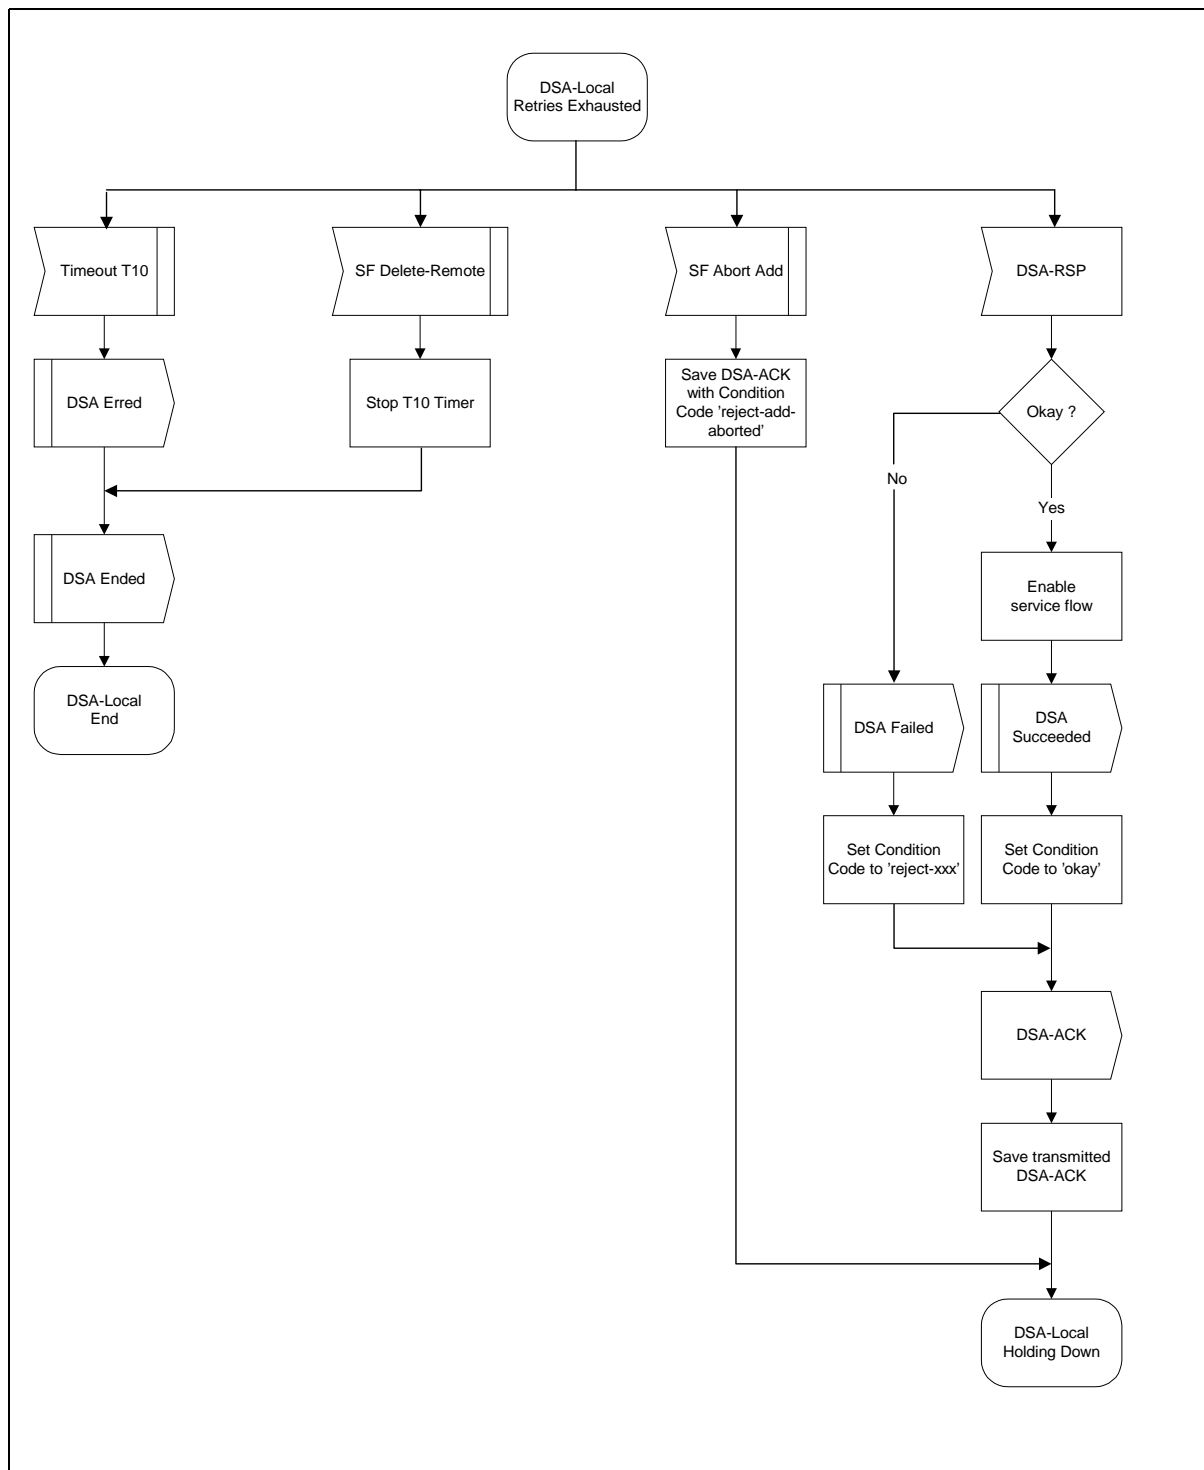 DSA-Local
Retries Exhausted
Timeout T10
SF Delete-Remote
SF Abort Add
DSA-RSP
DSA Erred
Stop T10 Timer
Save DSA-ACK
with Condition
Code 'reject-add-
aborted'
Okay ?
No
Yes
DSA Ended
Enable
service flow
DSA-Local
End
DSA Failed
DSA
Succeeded
Set Condition
Code to 'reject-xxx'
Set Condition
Code to 'okay'
DSA-ACK
Save transmitted
DSA-ACK
DSA-Local
Holding Down